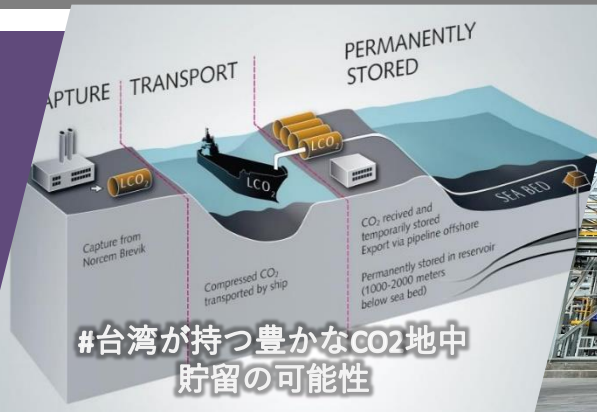 CAPTURE
TRANSPORT
PERMANENTLY
STORED
LCO₂
LCO₂
LCO₂
SEA BED
Capture from
Norcem Brevik
Compressed CO₂
transported by ship
CO₂ recived and
temporarily stored
Export via pipeline offshore
Permanently stored in reservoir
(1000-2000 meters
below sea bed)
#台湾が持つ豊かなCO2地中
貯留の可能性